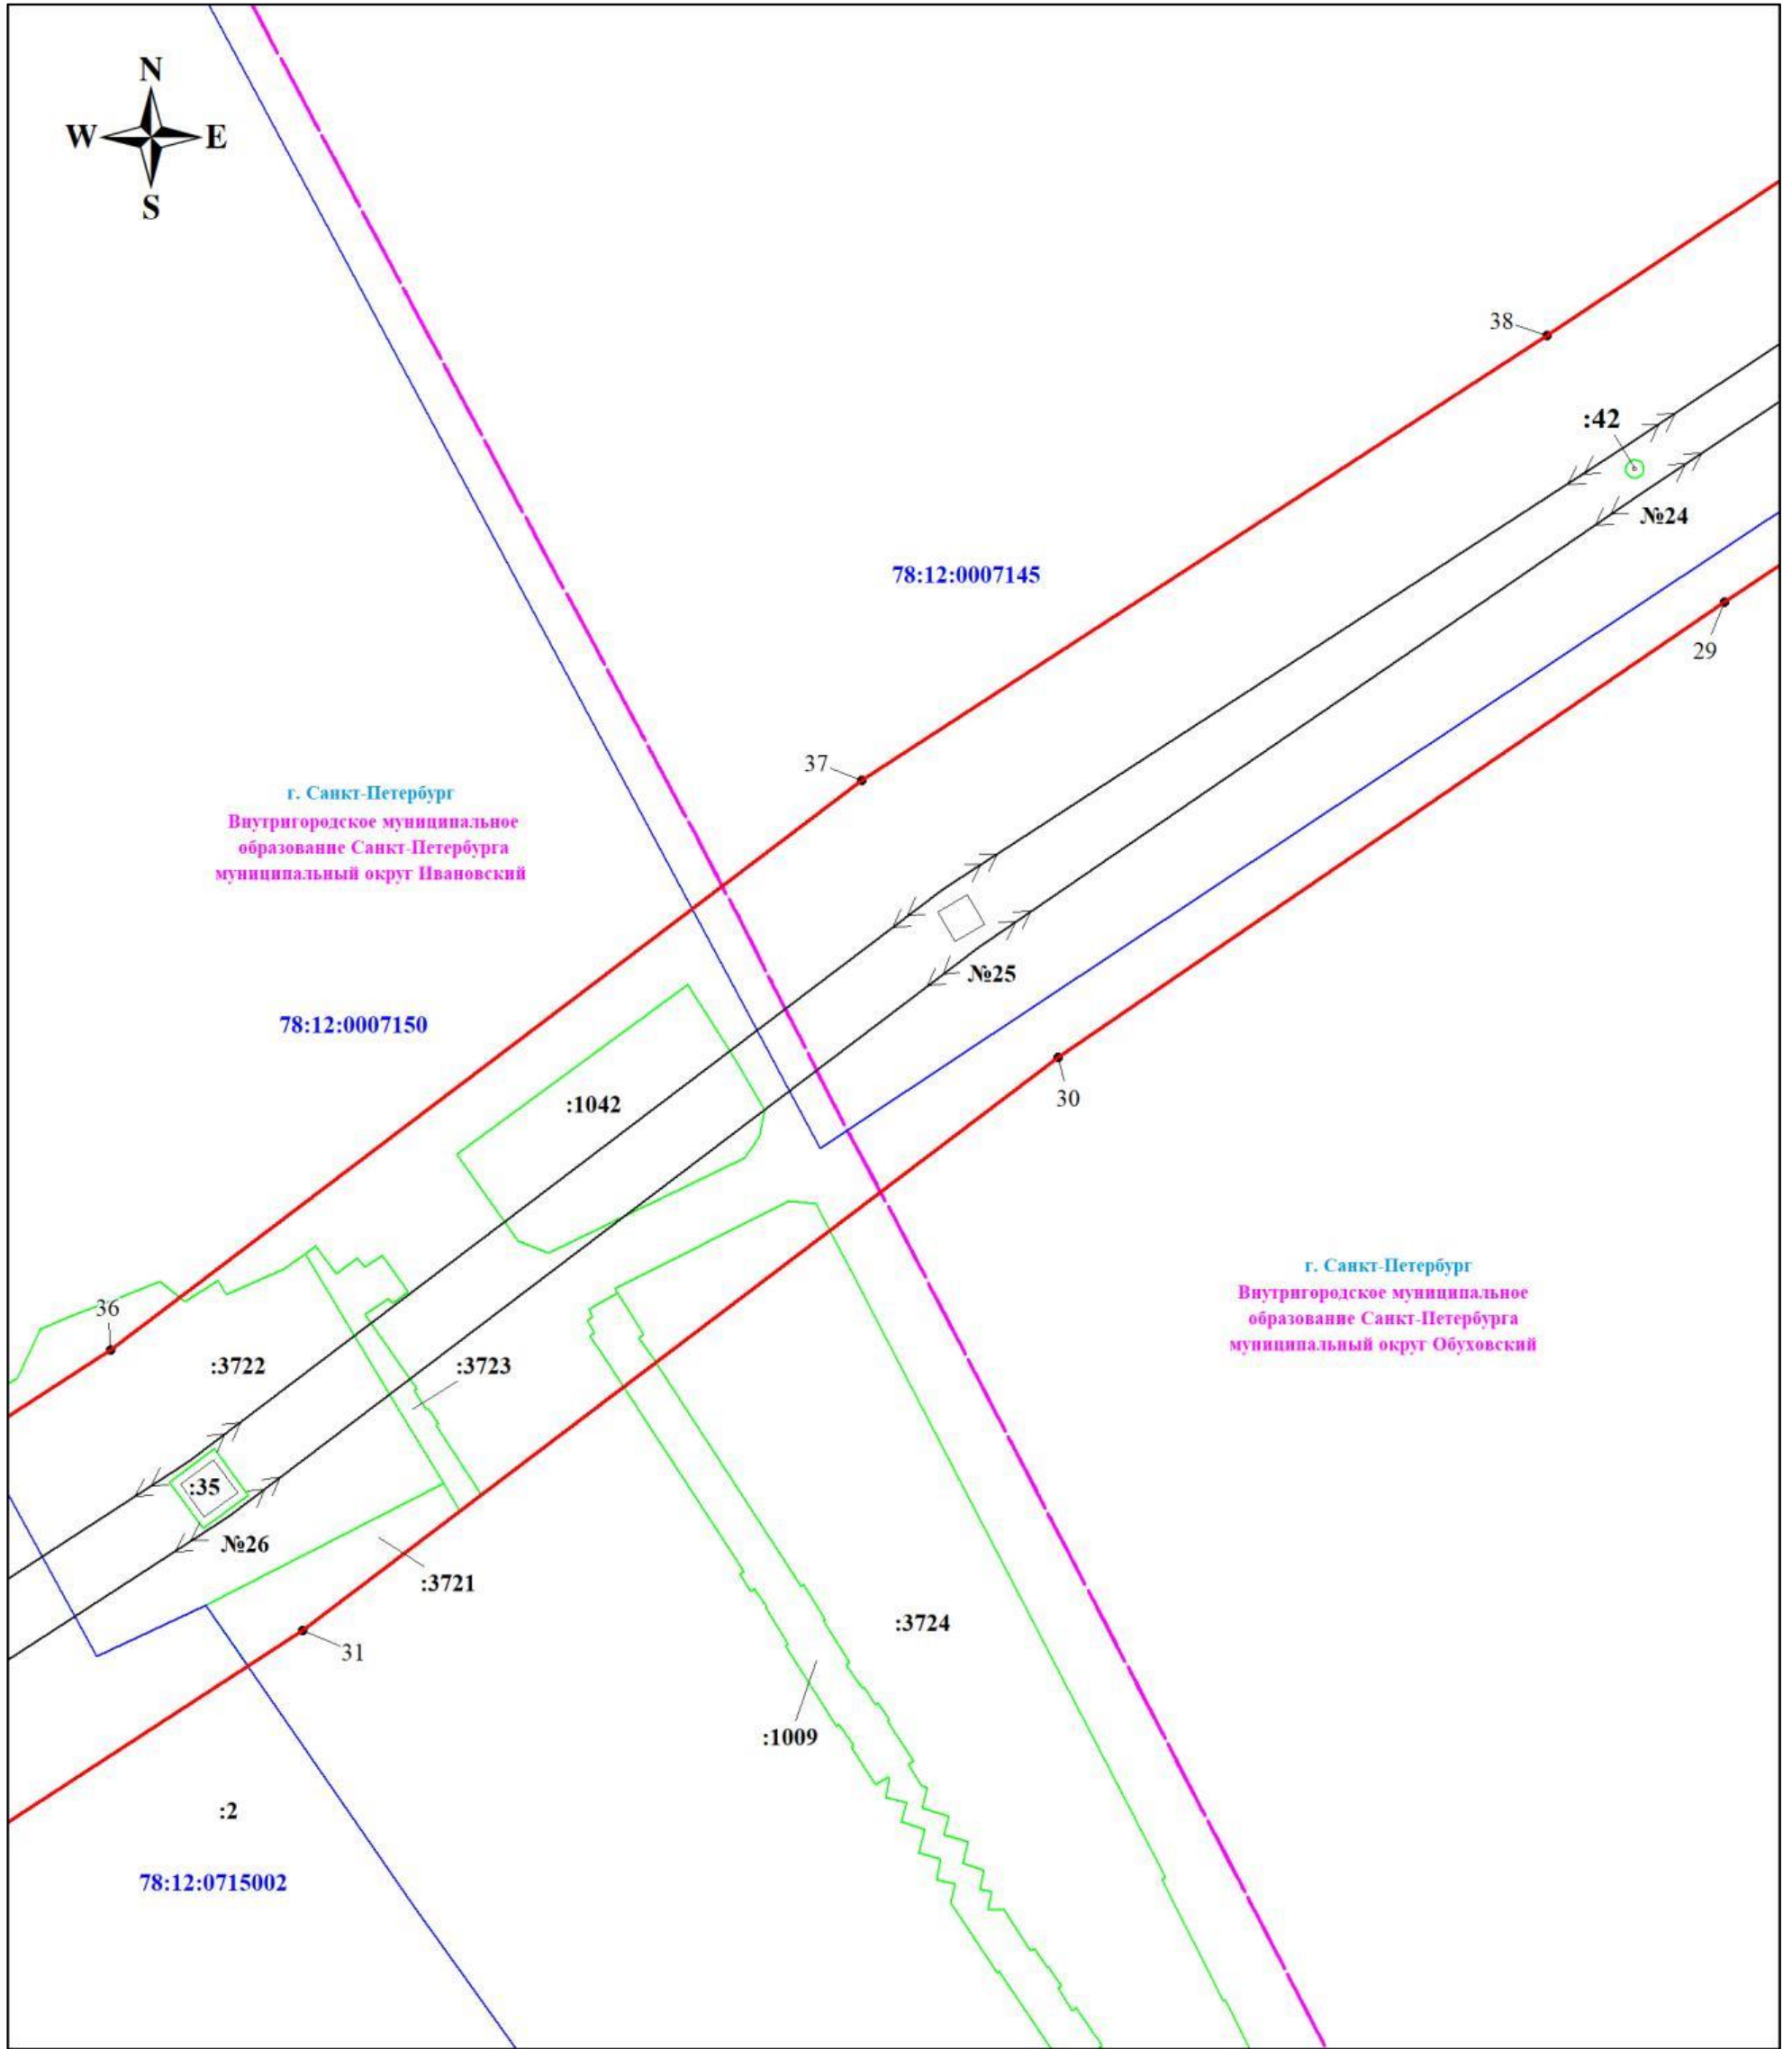 N
W
E
S
38
:42
№24
78:12:0007145
29
37
г. Санкт-Петербург
Внутригородское муниципальное
образование Санкт-Петербурга
муниципальный округ Ивановский
№25
78:12:0007150
30
:1042
г. Санкт-Петербург
Внутригородское муниципальное
образование Санкт-Петербурга
муниципальный округ Обуховский
36
:3722
:3723
:35
№26
:3721
:3724
31
:1009
:2
78:12:0715002